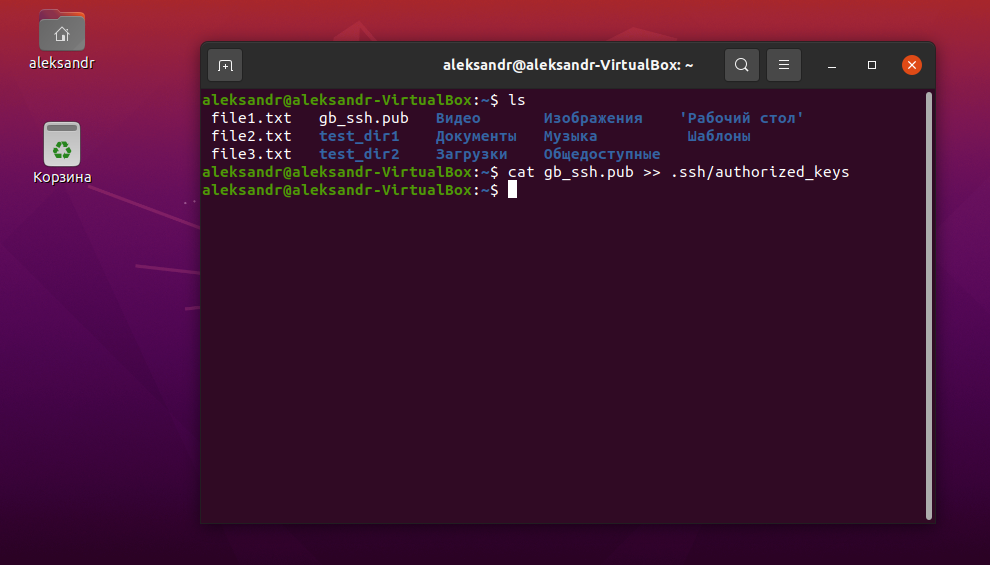 aleksandr
Корзина
aleksandr@aleksandr-VirtualBox: ~
aleksandr@aleksandr-VirtualBox:~$ ls
file1.txt gb_ssh.pub Видео Изображения 'Рабочий стол'
file2.txt test_dir1 Документы Музыка Шаблоны
file3.txt test_dir2 Загрузки Общедоступные
aleksandr@aleksandr-VirtualBox:~$ cat gb_ssh.pub >> .ssh/authorized_keys
aleksandr@aleksandr-VirtualBox:~$